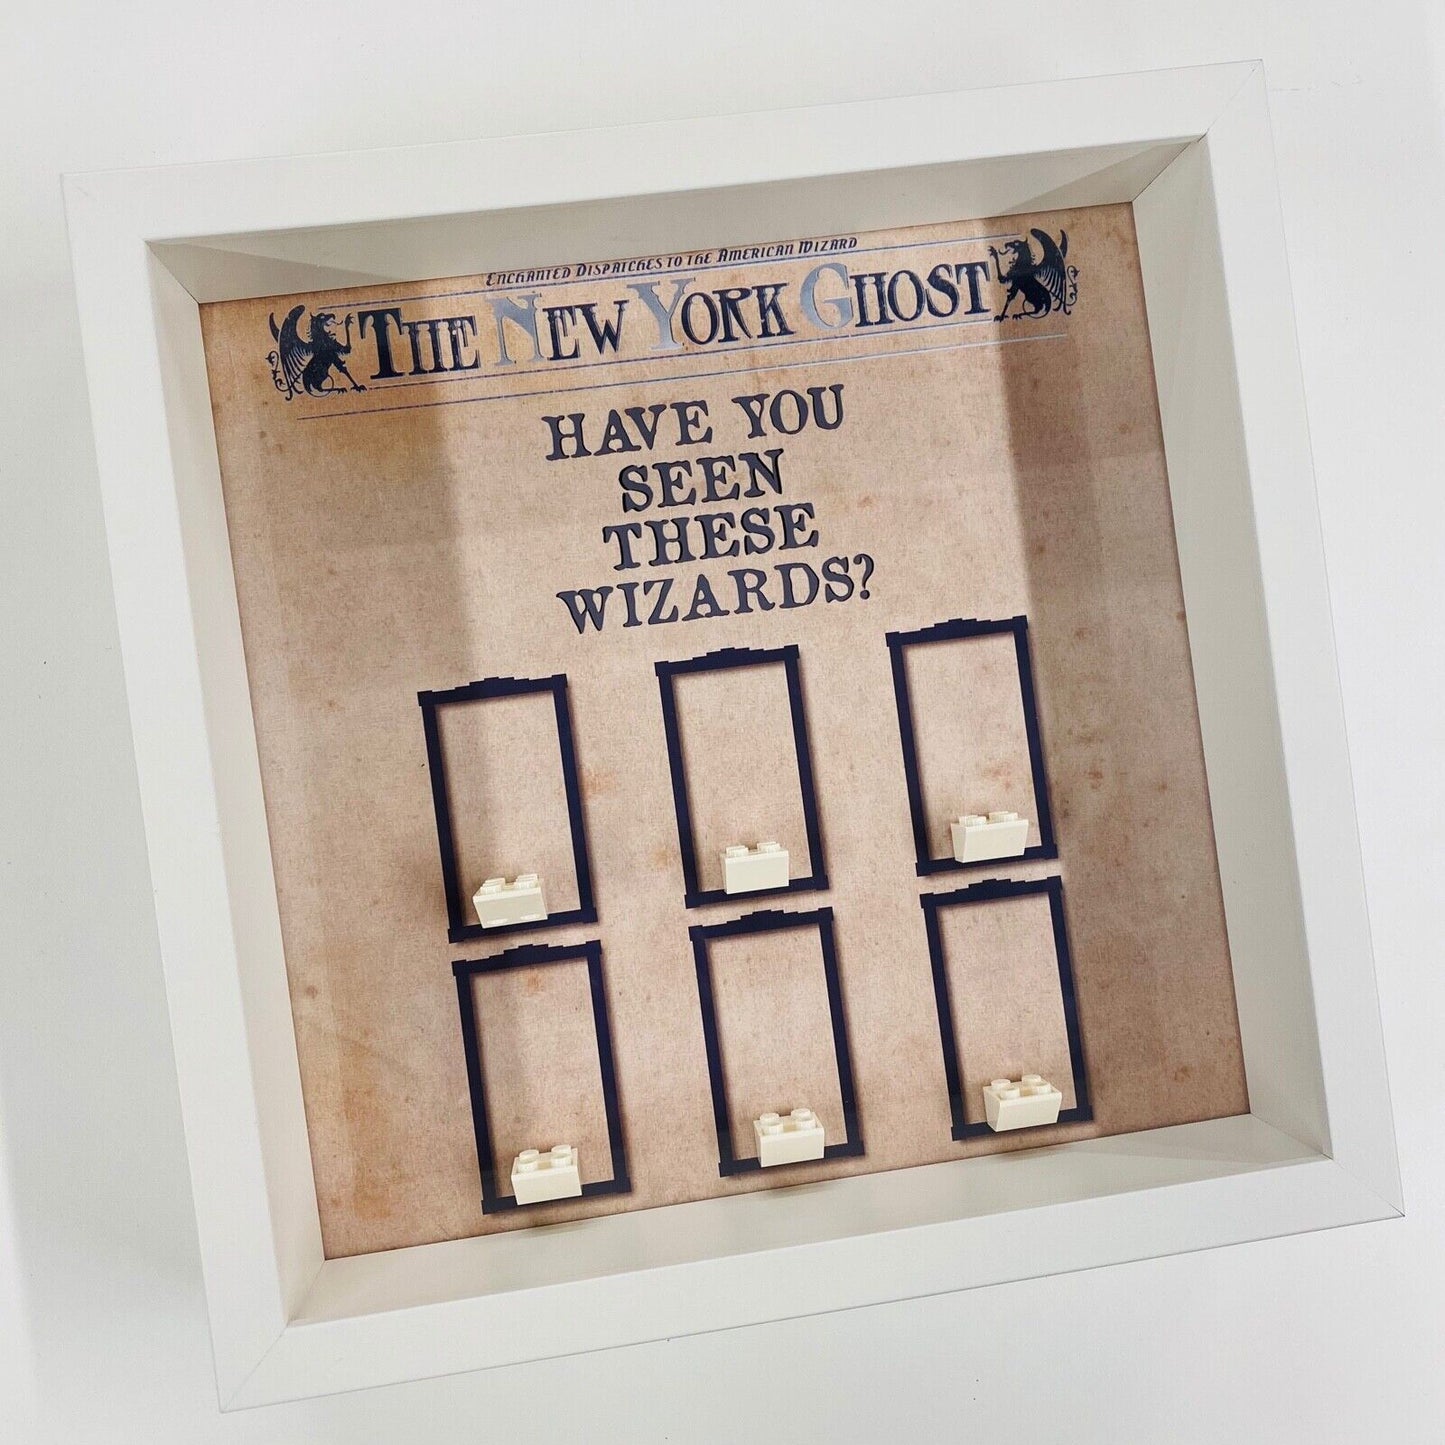 Enchanted Dispatches to the American Wizard
The New York Ghost
HAVE YOU
SEEN
THESE
WIZARDS?